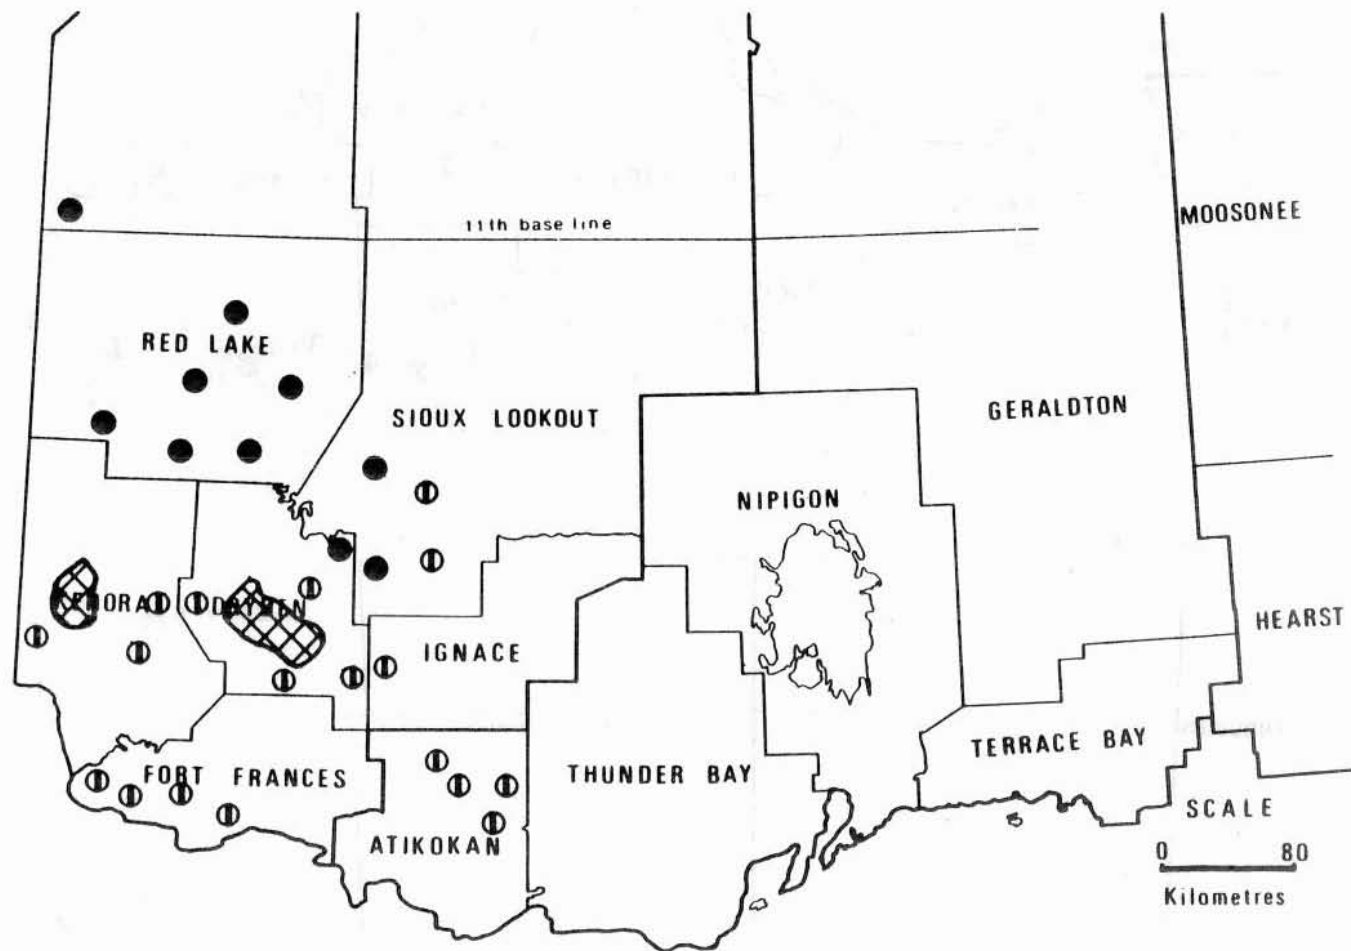 11th base line
MOOSONEE
RED LAKE
SIOUX LOOKOUT
GERALDTON
NIPIGON
HEARST
IGNACE
TERRACE BAY
THUNDER BAY
FORT FRANCES
ATIKOKAN
SCALE
0 80
Kilometres